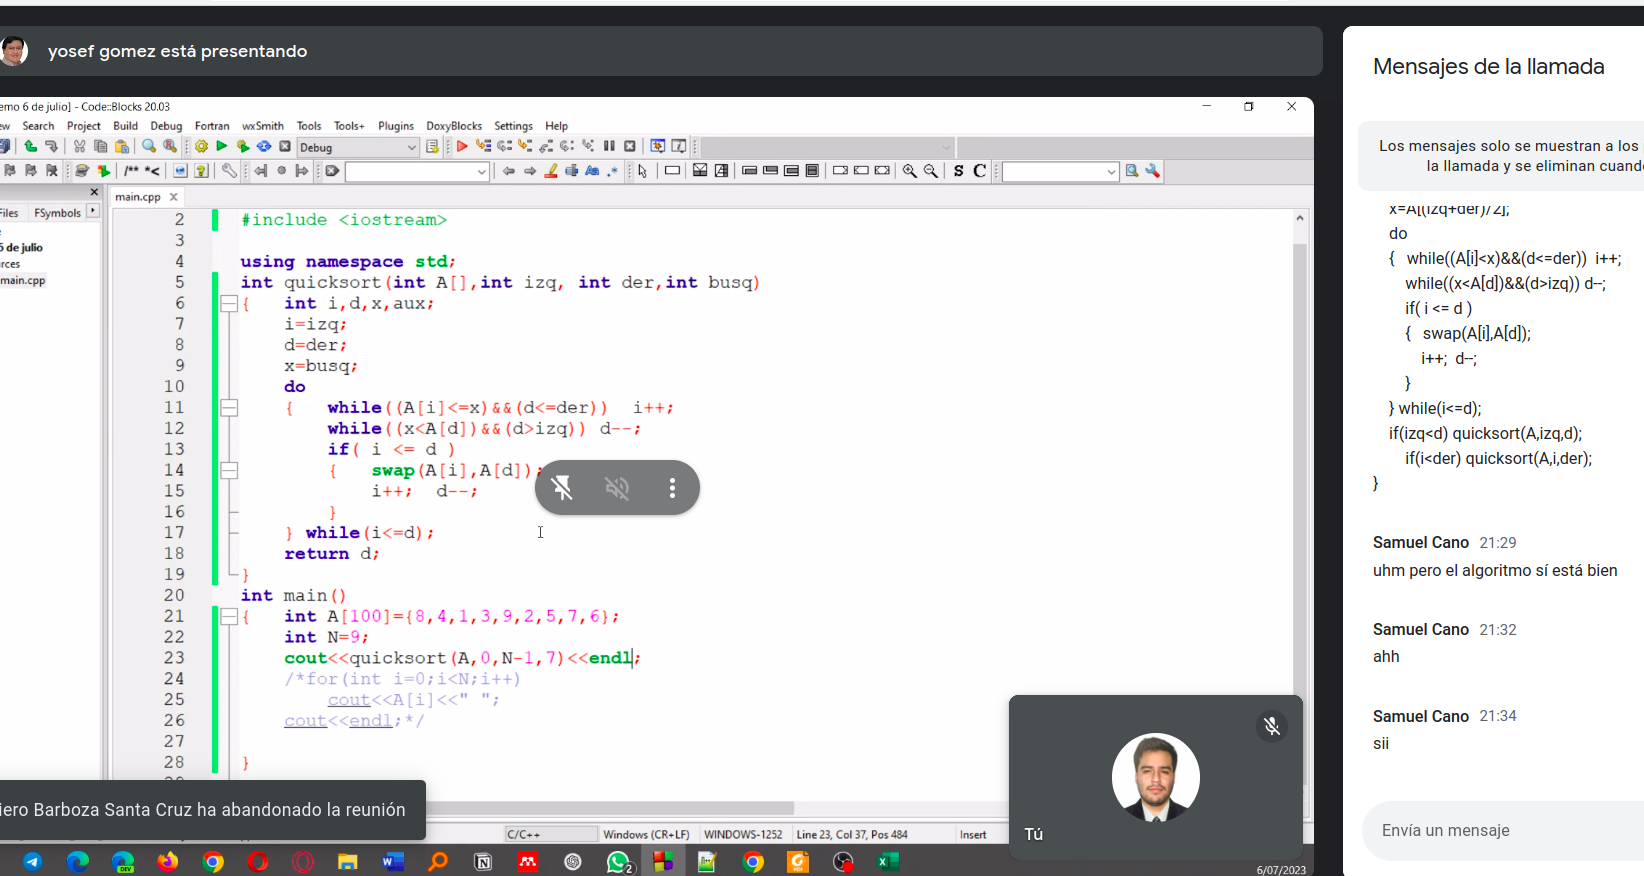 yosef gomez está presentando
emo 6 de julio] - Code::Blocks 20.03
ew Search Project Build Debug Fortran wxSmith Tools Tools+ Plugins DoxyBlocks Settings Help
Debug
/** *< 
S C
main.cpp
iles FSymbols
5 de julio
rces
main.cpp
2 #include <iostream>
3
4 using namespace std;
5 int quicksort(int A[],int izq, int der,int busq)
6 { int i,d,x,aux;
7 i=izq;
8 d=der;
9 x=busq;
10 do
11 { while((A[i]<=x)&&(d<=der)) i++;
12 while((x<A[d])&&(d>izq)) d--;
13 if( i <= d )
14 { swap(A[i],A[d]);
15 i++; d--;
16 }
17 } while(i<=d);
18 return d;
19 }
20 int main()
21 { int A[100]={8,4,1,3,9,2,5,7,6};
22 int N=9;
23 cout<<quicksort(A,0,N-1,7)<<endl;
24 /*for(int i=0;i<N;i++)
25 cout<<A[i]<<" ";
26 cout<<endl;*/
27
28 }
iero Barboza Santa Cruz ha abandonado la reunión
C/C++ Windows (CR+LF) WINDOWS-1252 Line 23, Col 37, Pos 484 Insert
Tú
6/07/2023
Mensajes de la llamada
Los mensajes solo se muestran a los
la llamada y se eliminan cuand
x=A[(izq+der)/2];
do
{ while((A[i]<x)&&(d<=der)) i++;
while((x<A[d])&&(d>izq)) d--;
if( i <= d )
{ swap(A[i],A[d]);
i++; d--;
}
} while(i<=d);
if(izq<d) quicksort(A,izq,d);
if(i<der) quicksort(A,i,der);
}
Samuel Cano 21:29
uhm pero el algoritmo sí está bien
Samuel Cano 21:32
ahh
Samuel Cano 21:34
sii
Envía un mensaje